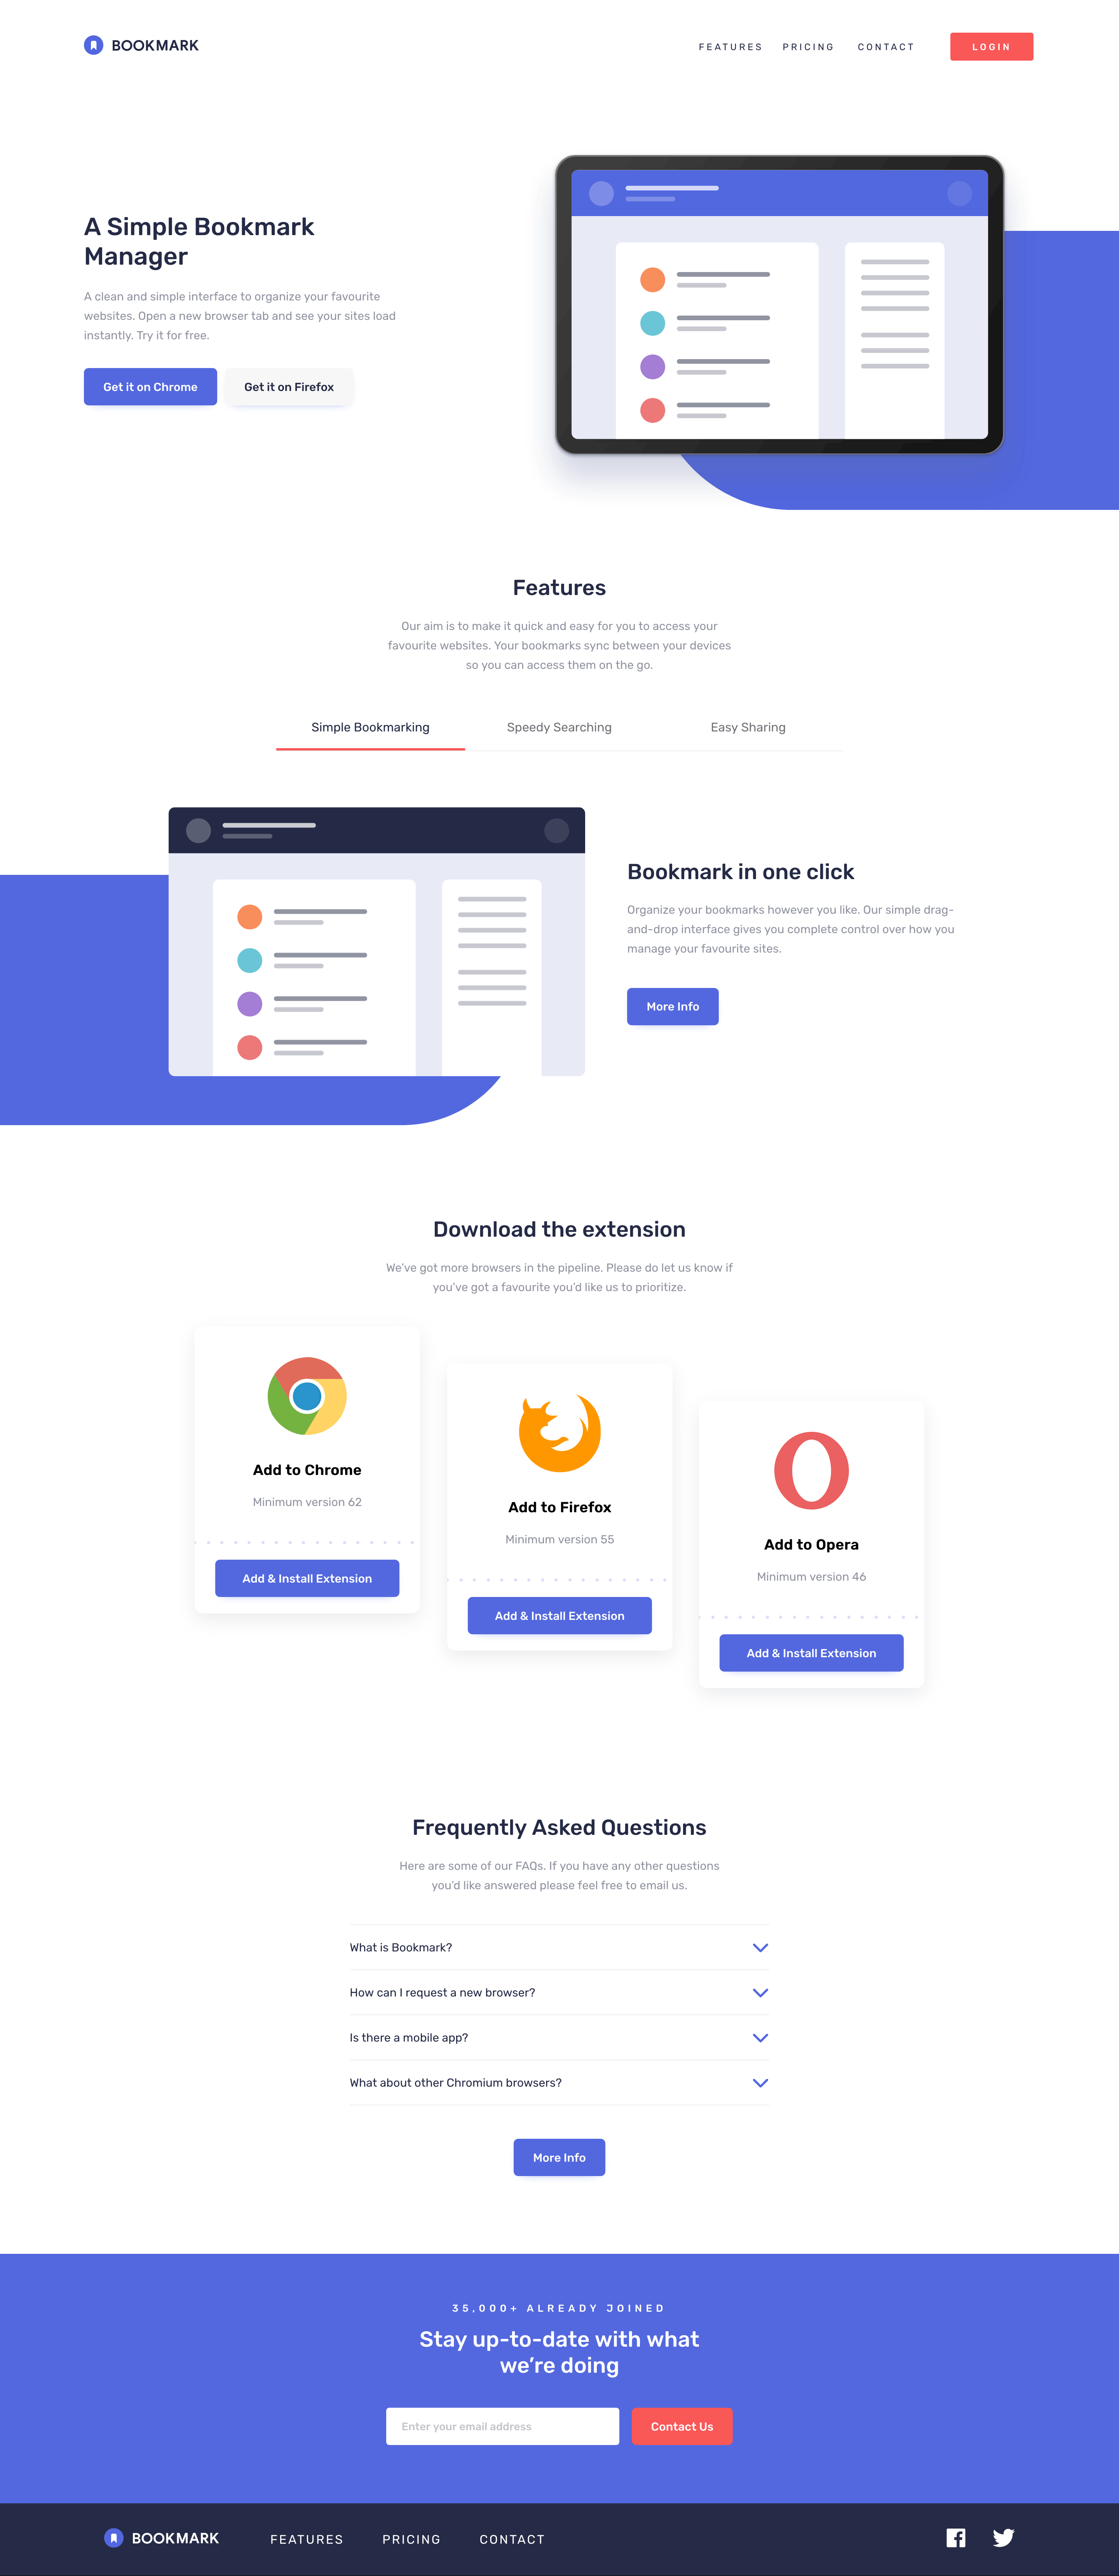 BOOKMARK
FEATURES
PRICING
CONTACT
LOGIN
A Simple Bookmark
Manager
A clean and simple interface to organize your favourite
websites. Open a new browser tab and see your sites load
instantly. Try it for free.
Get it on Chrome
Get it on Firefox
Features
Our aim is to make it quick and easy for you to access your
favourite websites. Your bookmarks sync between your devices
so you can access them on the go.
Simple Bookmarking
Speedy Searching
Easy Sharing
Bookmark in one click
Organize your bookmarks however you like. Our simple drag-
and-drop interface gives you complete control over how you
manage your favourite sites.
More Info
Download the extension
We’ve got more browsers in the pipeline. Please do let us know if
you’ve got a favourite you’d like us to prioritize.
Add to Chrome
Minimum version 62
Add & Install Extension
Add to Firefox
Minimum version 55
Add & Install Extension
Add to Opera
Minimum version 46
Add & Install Extension
Frequently Asked Questions
Here are some of our FAQs. If you have any other questions
you’d like answered please feel free to email us.
What is Bookmark?
How can I request a new browser?
Is there a mobile app?
What about other Chromium browsers?
More Info
35,000+ ALREADY JOINED
Stay up-to-date with what
we’re doing
Enter your email address
Contact Us
BOOKMARK
FEATURES
PRICING
CONTACT